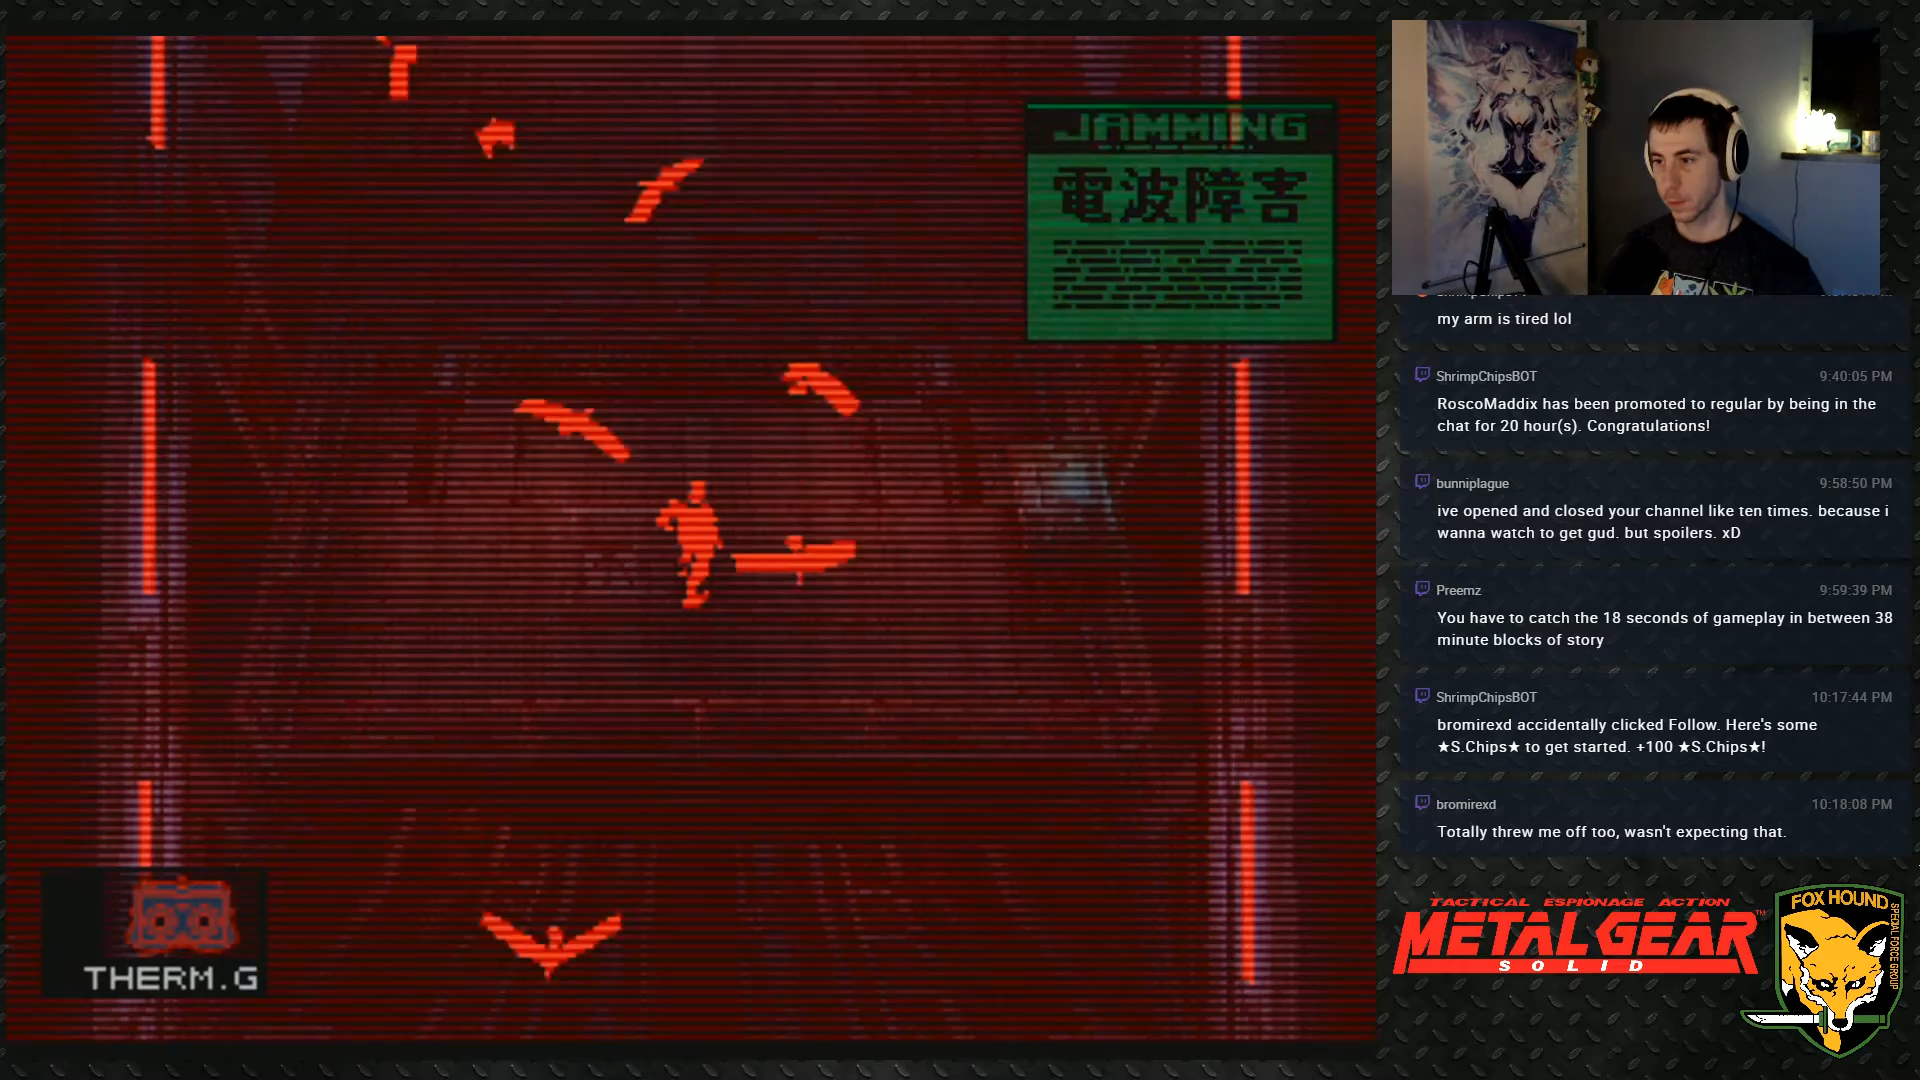 JAMMING
電波障害
THERM.G
my arm is tired lol
ShrimpChipsBOT 9:40:05 PM
RoscoMaddix has been promoted to regular by being in the
chat for 20 hour(s). Congratulations!
bunniplague 9:58:50 PM
ive opened and closed your channel like ten times. because i
wanna watch to get gud. but spoilers. xD
Preemz 9:59:39 PM
You have to catch the 18 seconds of gameplay in between 38
minute blocks of story
ShrimpChipsBOT 10:17:44 PM
bromirexd accidentally clicked Follow. Here's some
★S.Chips★ to get started. +100 ★S.Chips★!
bromirexd 10:18:08 PM
Totally threw me off too, wasn't expecting that.
TACTICAL ESPIONAGE ACTION
METAL GEAR™
SOLID
FOX HOUND
SPECIAL FORCE GROUP